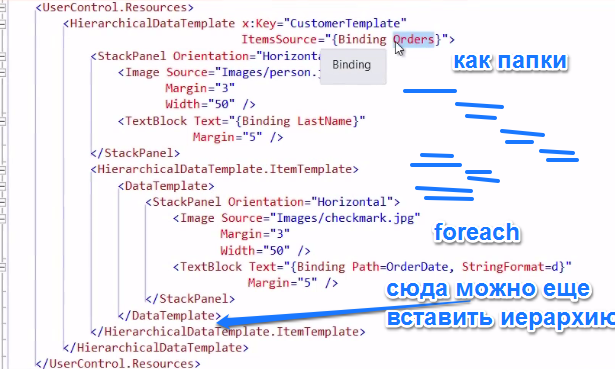 <UserControl.Resources>
<HierarchicalDataTemplate x:Key="CustomerTemplate"
ItemsSource="{Binding Orders}">
<StackPanel Orientation="Horizontal
<Image Source="Images/person.j
Margin="3"
Width="50" />
<TextBlock Text="{Binding LastName}"
Margin="5" />
</StackPanel>
<HierarchicalDataTemplate.ItemTemplate>
<DataTemplate>
<StackPanel Orientation="Horizontal">
<Image Source="Images/checkmark.jpg"
Margin="3"
Width="50" />
<TextBlock Text="{Binding Path=OrderDate, StringFormat=d}"
Margin="5" />
</StackPanel>
</DataTemplate>
</HierarchicalDataTemplate.ItemTemplate>
</HierarchicalDataTemplate>
</UserControl.Resources>
Binding
как папки
foreach
сюда можно еще
вставить иерархию